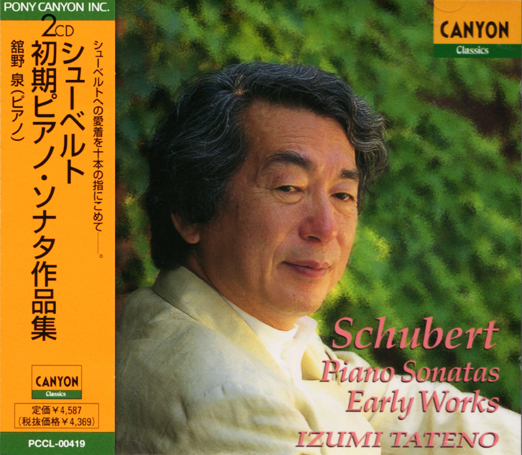 PONY CANYON INC.
2CD
シューベルト
初期ピアノ・ソナタ作品集
舘野 泉(ピアノ)
シューベルトへの愛着を十本の指にこめて——。
CANYON
Classics
定価¥4,587
(税抜価格¥4,369)
PCCL-00419
CANYON
Classics
Schubert
Piano Sonatas
Early Works
IZUMI TATENO